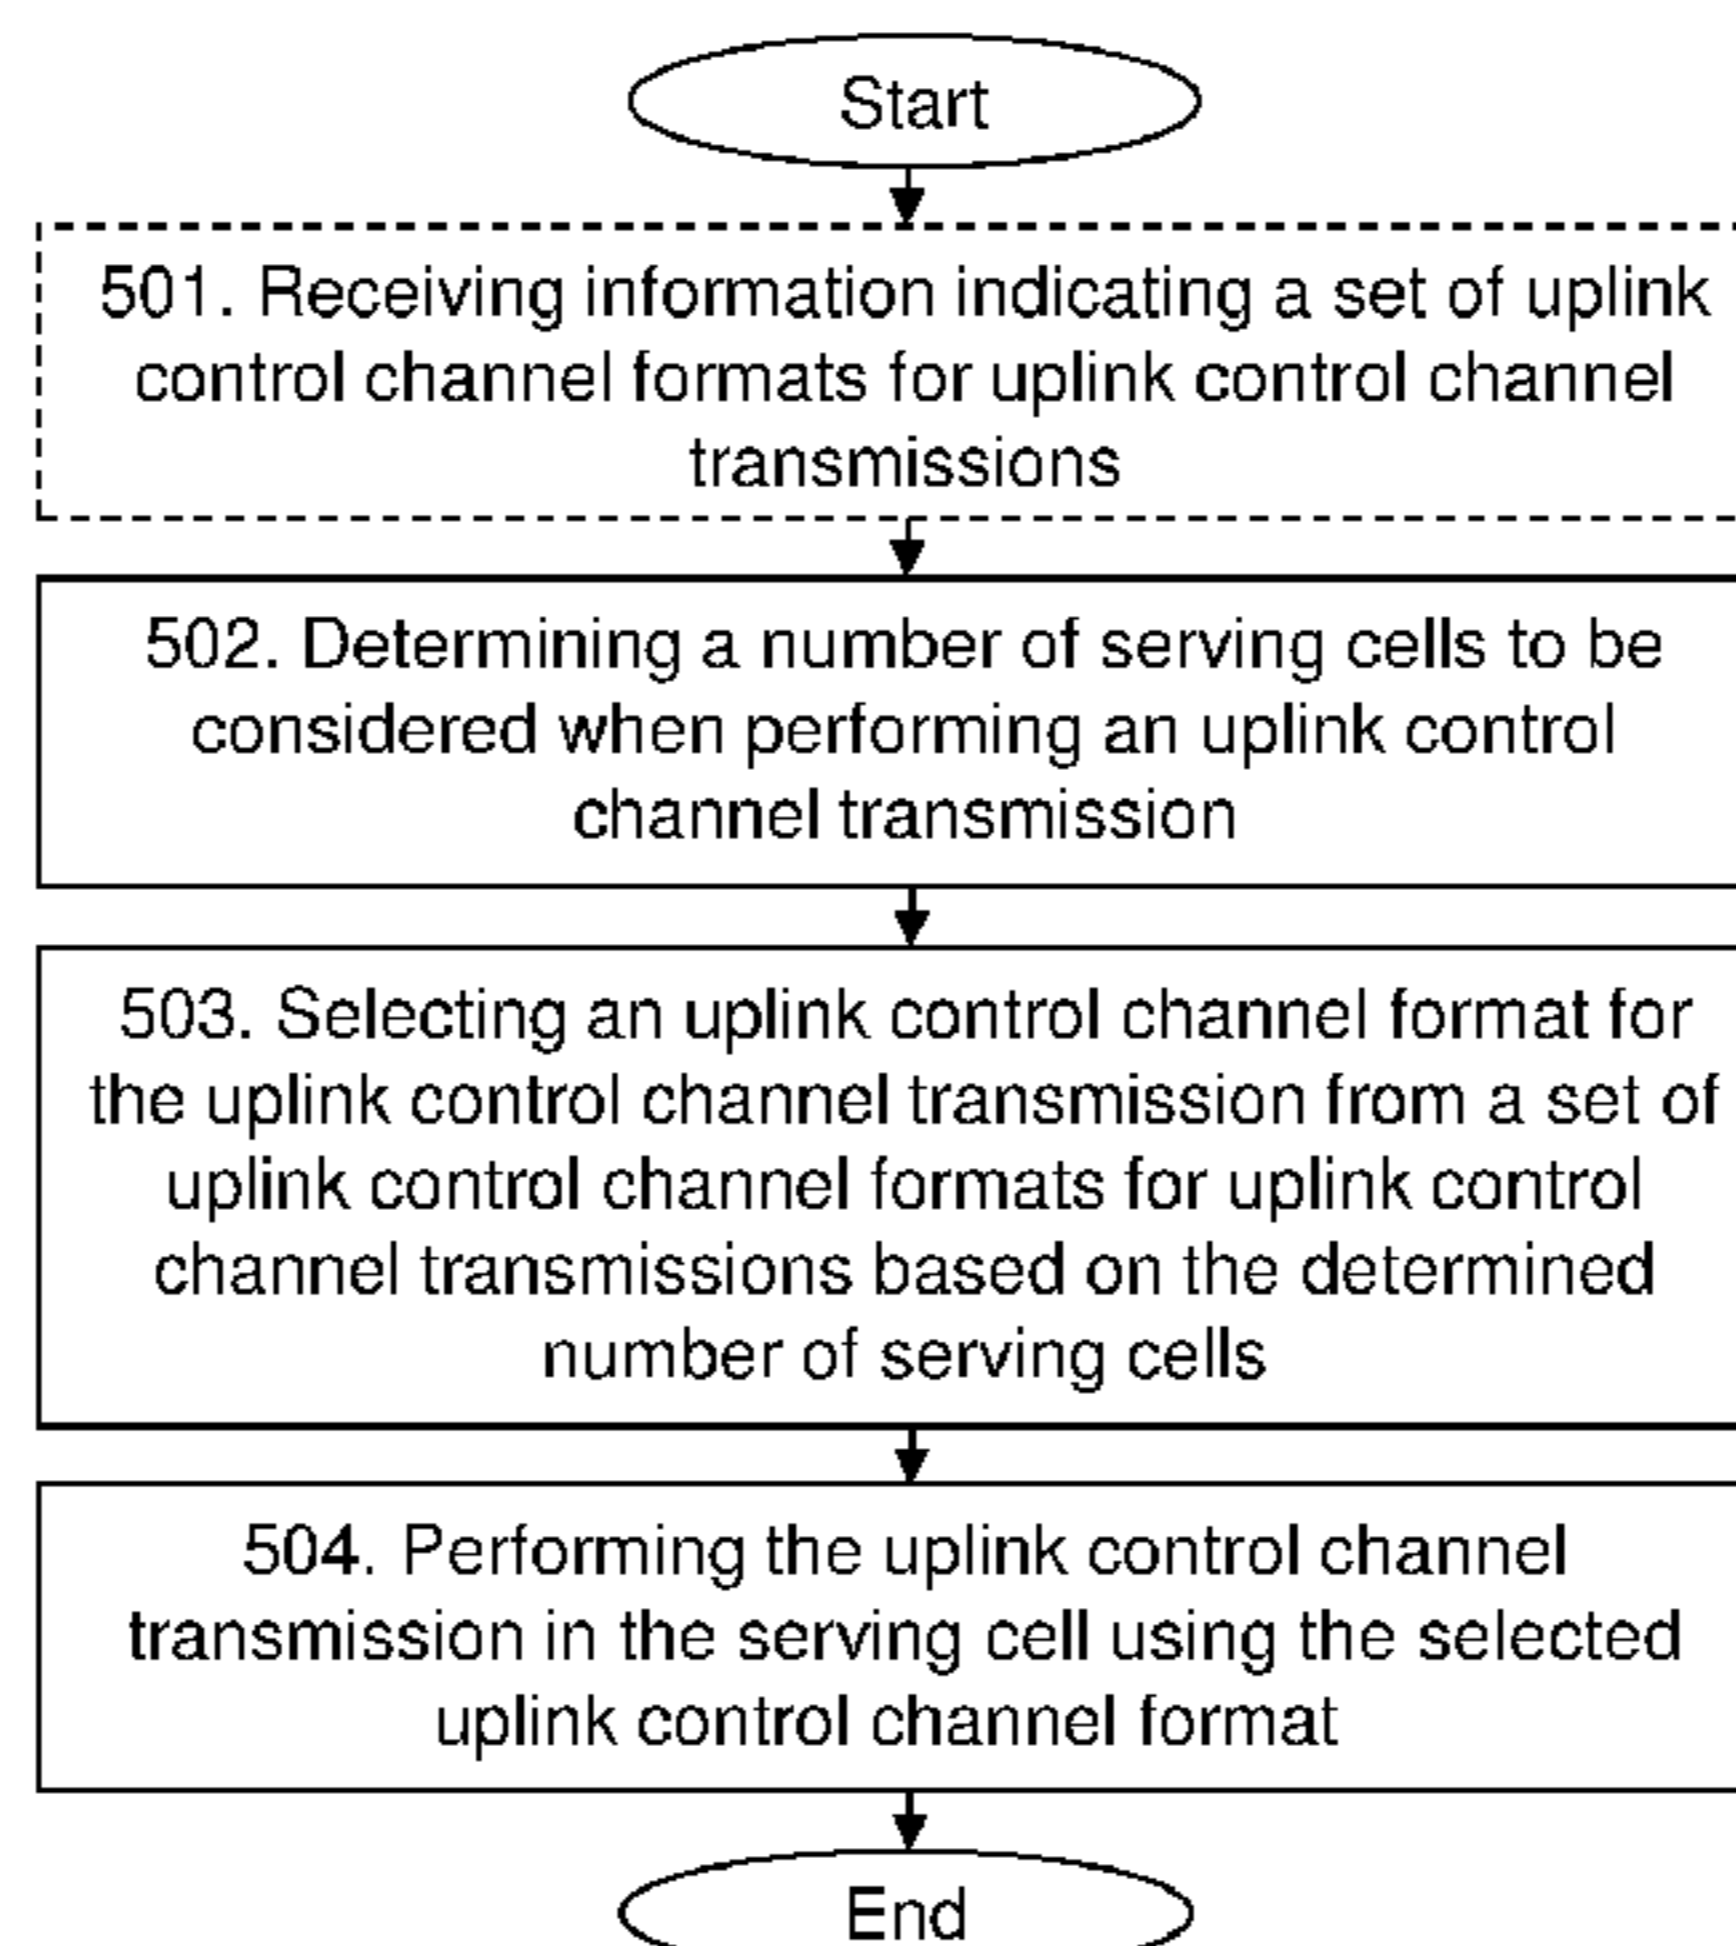 Start
501. Receiving information indicating a set of uplink
control channel formats for uplink control channel
transmissions
502. Determining a number of serving cells to be
considered when performing an uplink control
channel transmission
503. Selecting an uplink control channel format for
the uplink control channel transmission from a set of
uplink control channel formats for uplink control
channel transmissions based on the determined
number of serving cells
504. Performing the uplink control channel
transmission in the serving cell using the selected
uplink control channel format
End